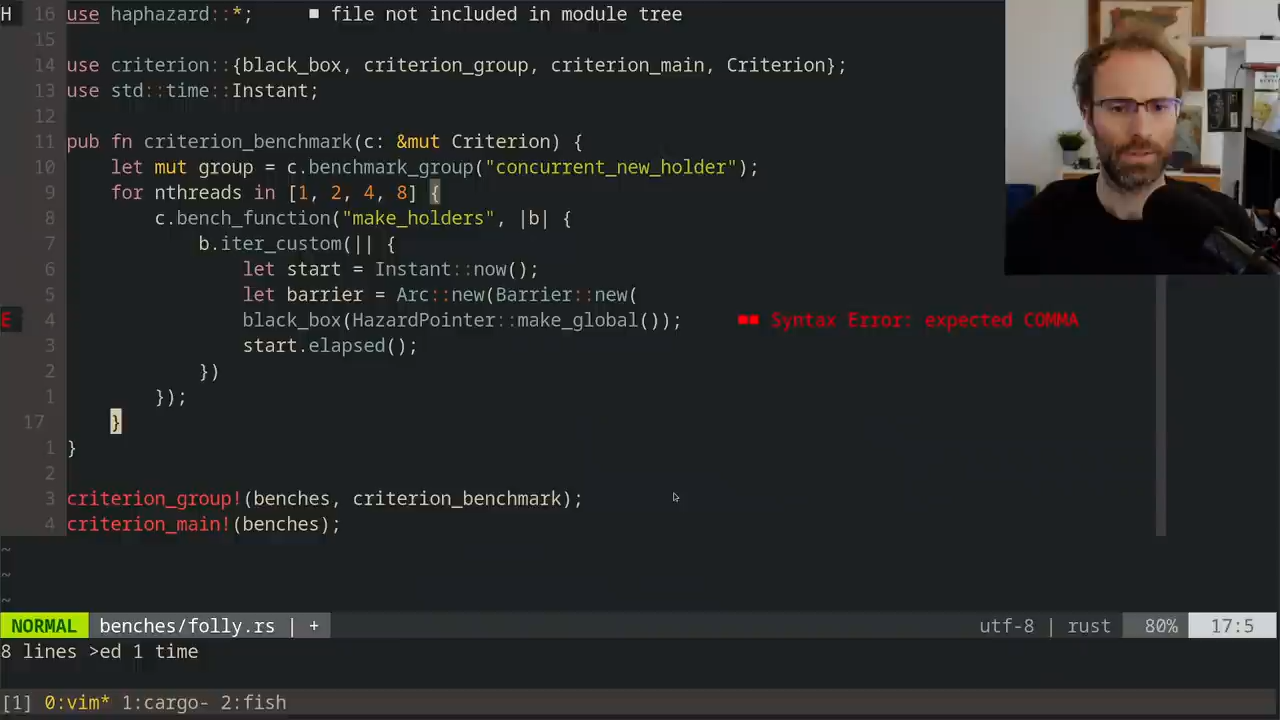 H 16 use haphazard::*; ■ file not included in module tree
15
14 use criterion::{black_box, criterion_group, criterion_main, Criterion};
13 use std::time::Instant;
12
11 pub fn criterion_benchmark(c: &mut Criterion) {
10 let mut group = c.benchmark_group("concurrent_new_holder");
9 for nthreads in [1, 2, 4, 8] {
8 c.bench_function("make_holders", |b| {
7 b.iter_custom(|| {
6 let start = Instant::now();
5 let barrier = Arc::new(Barrier::new(
E 4 black_box(HazardPointer::make_global()); ■■ Syntax Error: expected COMMA
3 start.elapsed();
2 })
1 });
17 }
1 }
2
3 criterion_group!(benches, criterion_benchmark);
4 criterion_main!(benches);
~
~
~
NORMAL benches/folly.rs | + utf-8 | rust 80% 17:5
8 lines >ed 1 time
[1] 0:vim* 1:cargo- 2:fish